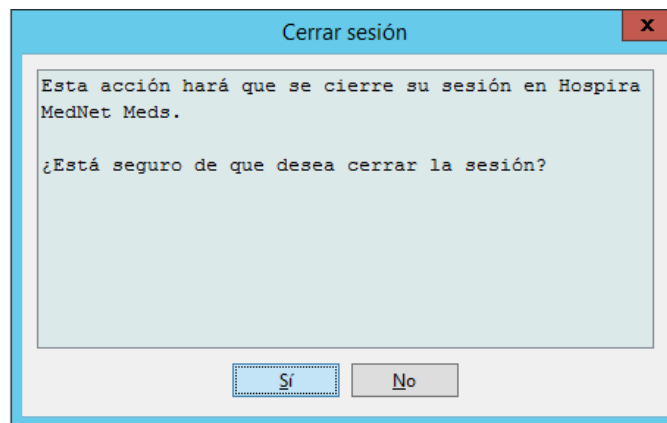 Cerrar sesión
x
Esta acción hará que se cierre su sesión en Hospira
MedNet Meds.
¿Está seguro de que desea cerrar la sesión?
Sí
No